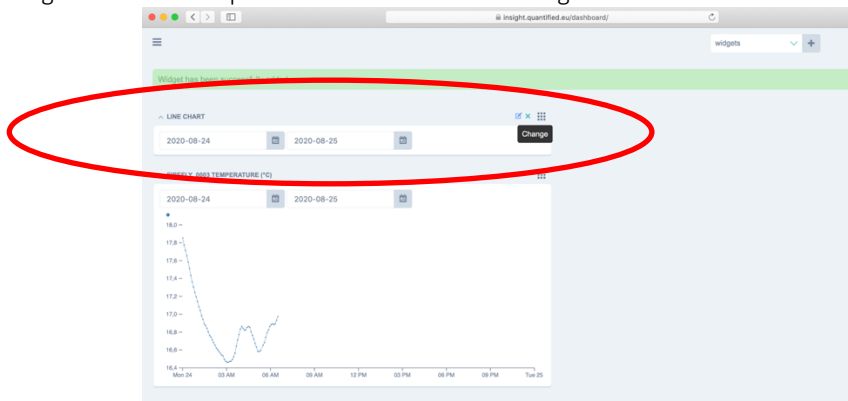 insight.quantified.eu/dashboard/
widgets
Widget has been
LINE CHART
Change
2020-08-24 2020-08-25
0003 TEMPERATURE (°C)
2020-08-24 2020-08-25
18,0
17,8
17,6
17,4
17,2
17,0
16,8
16,6
16,4
Mon 24 03 AM 06 AM 09 AM 12 PM 03 PM 06 PM 09 PM Tue 25